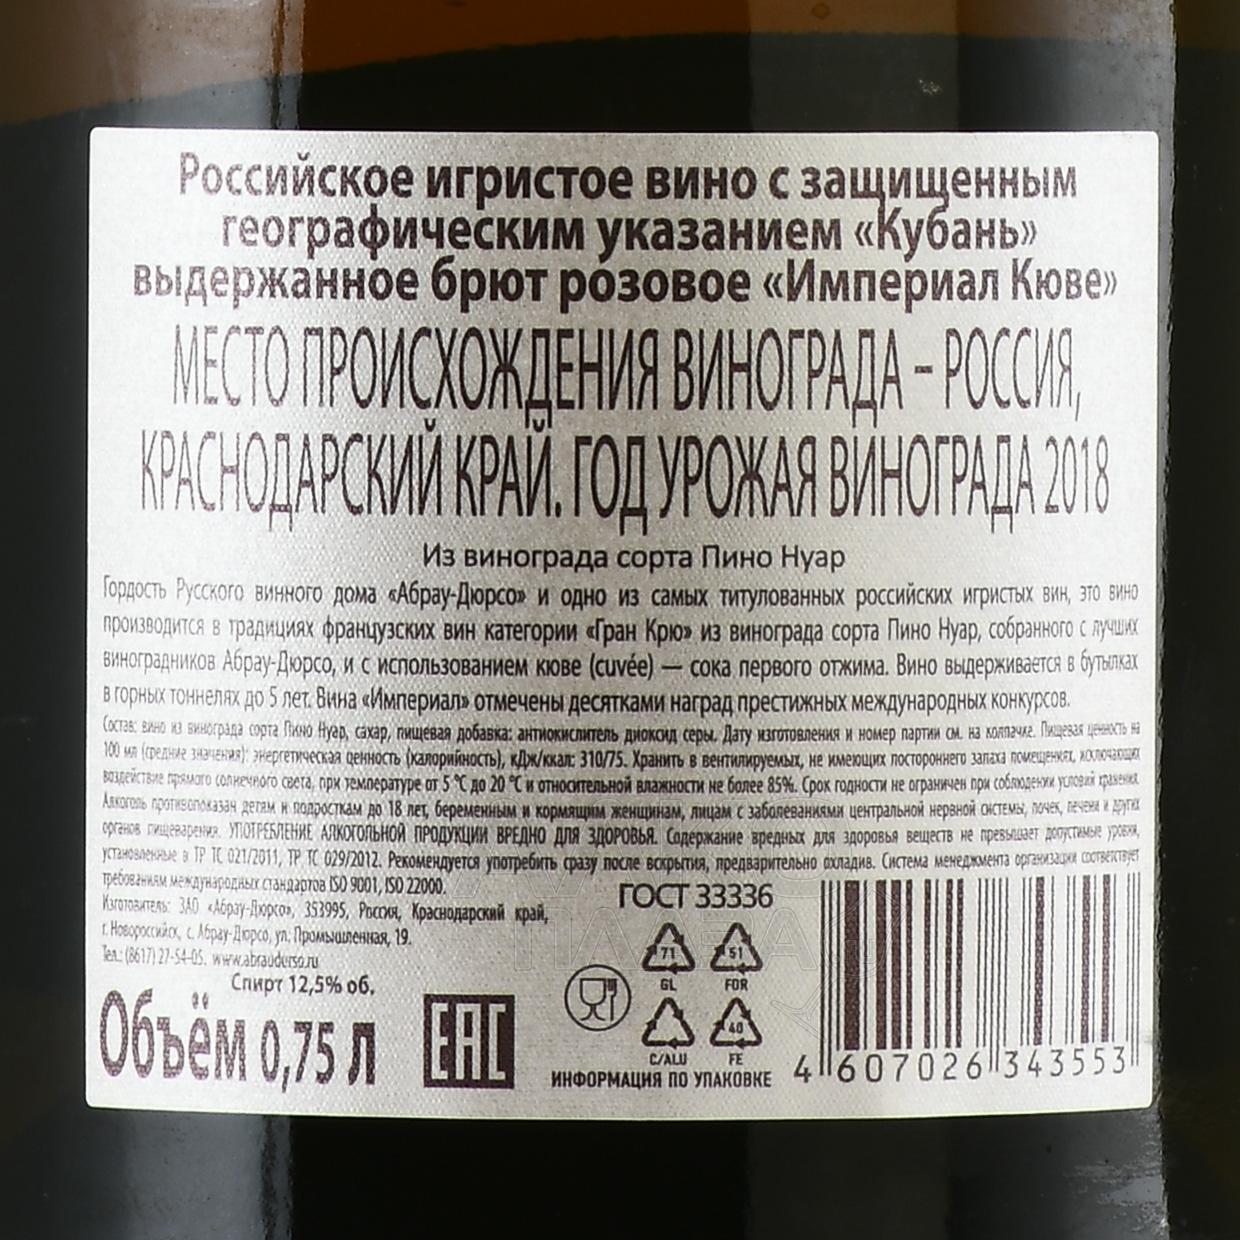 Российское игристое вино с защищенным
географическим указанием «Кубань»
выдержанное брют розовое «Империал Кюве»
МЕСТО ПРОИСХОЖДЕНИЯ ВИНОГРАДА – РОССИЯ,
КРАСНОДАРСКИЙ КРАЙ. ГОД УРОЖАЯ ВИНОГРАДА 2018
Из винограда сорта Пино Нуар
Гордость Русского винного дома «Абрау-Дюрсо» и одно из самых титулованных российских игристых вин, это вино
производится в традициях французских вин категории «Гран Крю» из винограда сорта Пино Нуар, собранного с лучших
виноградников Абрау-Дюрсо, и с использованием кюве (cuvée) — сока первого отжима. Вино выдерживается в бутылках
в горных тоннелях до 5 лет. Вина «Империал» отмечены десятками наград престижных международных конкурсов.
Состав: вино из винограда сорта Пино Нуар, сахар, пищевая добавка: антиокислитель диоксид серы. Дату изготовления и номер партии см. на колпачке. Пищевая ценность на
100 мл (средние значения): энергетическая ценность (калорийность), кДж/ккал: 310/75. Хранить в вентилируемых, не имеющих постороннего запаха помещениях, исключающих
воздействие прямого солнечного света, при температуре от 5 °С до 20 °С и относительной влажности не более 85%. Срок годности не ограничен при соблюдении условий хранения.
Алкоголь противопоказан детям и подросткам до 18 лет, беременным и кормящим женщинам, лицам с заболеваниями центральной нервной системы, почек, печени и других
органов пищеварения. УПОТРЕБЛЕНИЕ АЛКОГОЛЬНОЙ ПРОДУКЦИИ ВРЕДНО ДЛЯ ЗДОРОВЬЯ. Содержание вредных для здоровья веществ не превышает допустимые уровни,
установленные в ТР ТС 021/2011, ТР ТС 029/2012. Рекомендуется употребить сразу после вскрытия, предварительно охладив. Система менеджмента организации соответствует
требованиям международных стандартов ISO 9001, ISO 22000.
Изготовитель: ЗАО «Абрау-Дюрсо», 353995, Россия, Краснодарский край,
г. Новороссийск, с. Абрау-Дюрсо, ул. Промышленная, 19.
Тел.: (8617) 27-54-05. www.abraudurso.ru
Спирт 12,5% об.
Объём 0,75 л
EAC
ГОСТ 33336
71 51
GL FOR
40
C/ALU FE
ИНФОРМАЦИЯ ПО УПАКОВКЕ
4 607026 343553